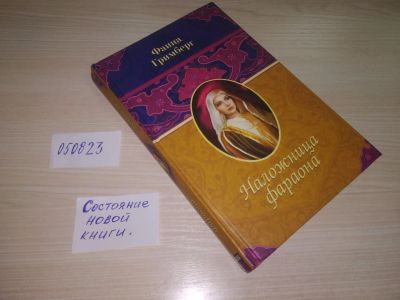 Фаина
Гримберг
Наложница
фараона
050823
Состояние
новой
книги.